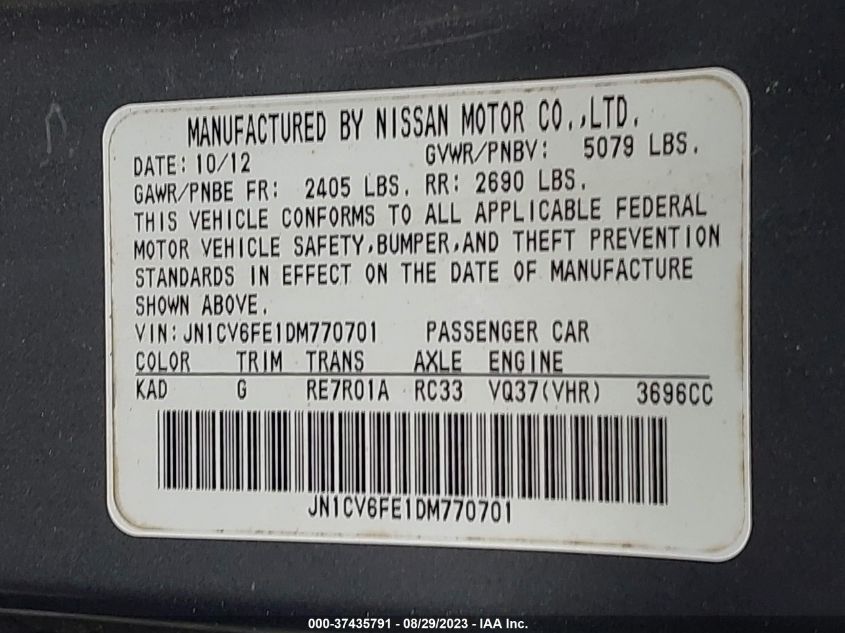 MANUFACTURED BY NISSAN MOTOR CO.,LTD.
DATE: 10/12 GVWR/PNBV: 5079 LBS.
GAWR/PNBE FR: 2405 LBS. RR: 2690 LBS.
THIS VEHICLE CONFORMS TO ALL APPLICABLE FEDERAL
MOTOR VEHICLE SAFETY,BUMPER,AND THEFT PREVENTION
STANDARDS IN EFFECT ON THE DATE OF MANUFACTURE
SHOWN ABOVE.
VIN:JN1CV6FE1DM770701 PASSENGER CAR
COLOR TRIM TRANS AXLE ENGINE
KAD G RE7R01A RC33 VQ37(VHR) 3696CC
JN1CV6FE1DM770701
000-37435791 - 08/29/2023 - IAA Inc.